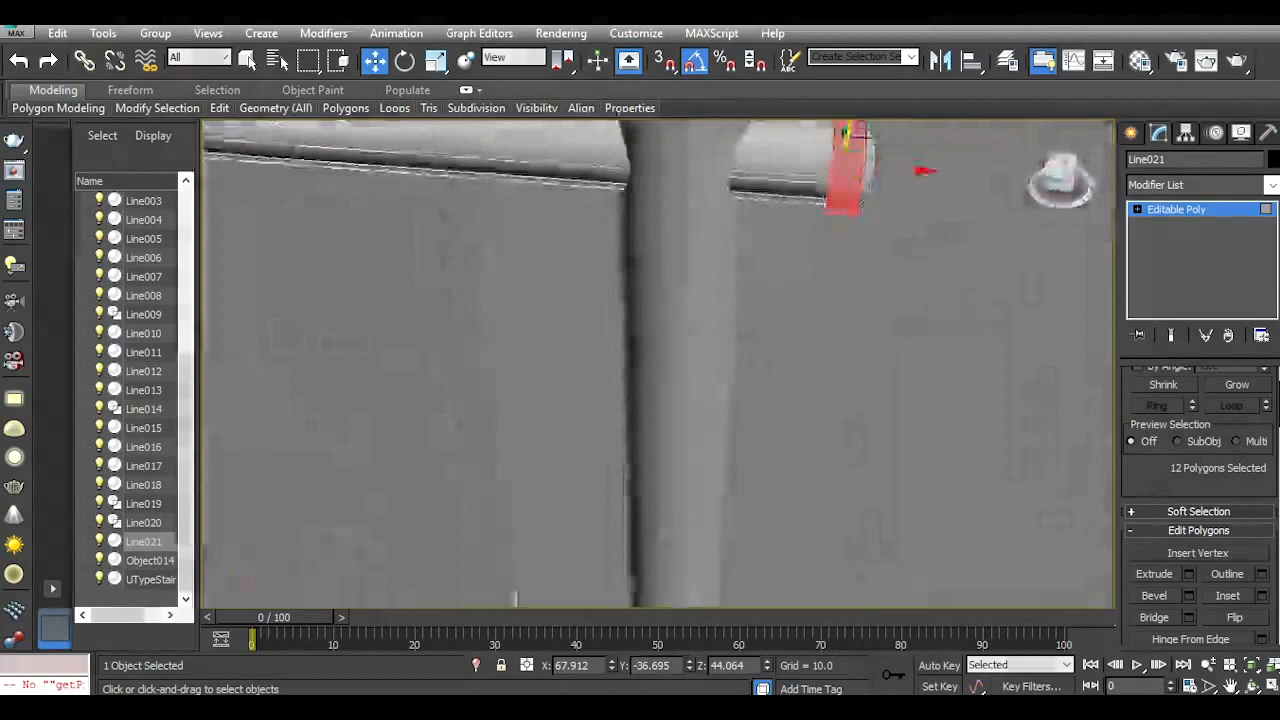 MAX Edit Tools Group Views Create Modifiers Animation Graph Editors Rendering Customize MAXScript Help
All View Create Selection Se
Modeling Freeform Selection Object Paint Populate
Polygon Modeling Modify Selection Edit Geometry (All) Polygons Loops Tris Subdivision Visibility Align Properties
Select Display
Name
Line003
Line004
Line005
Line006
Line007
Line008
Line009
Line010
Line011
Line012
Line013
Line014
Line015
Line016
Line017
Line018
Line019
Line020
Line021
Object014
UTypeStair
Line021
Modifier List
Editable Poly
Shrink Grow
Ring Loop
Preview Selection
Off SubObj Multi
12 Polygons Selected
+ Soft Selection
- Edit Polygons
Insert Vertex
Extrude Outline
Bevel Inset
Bridge Flip
Hinge From Edge
< 0 / 100 >
0 10 20 30 40 50 60 70 80 90 100
1 Object Selected X: 67.912 Y: -36.695 Z: 44.064 Grid = 10.0 Auto Key Selected
-- No ""getP: Click or click-and-drag to select objects Add Time Tag Set Key Key Filters... 0